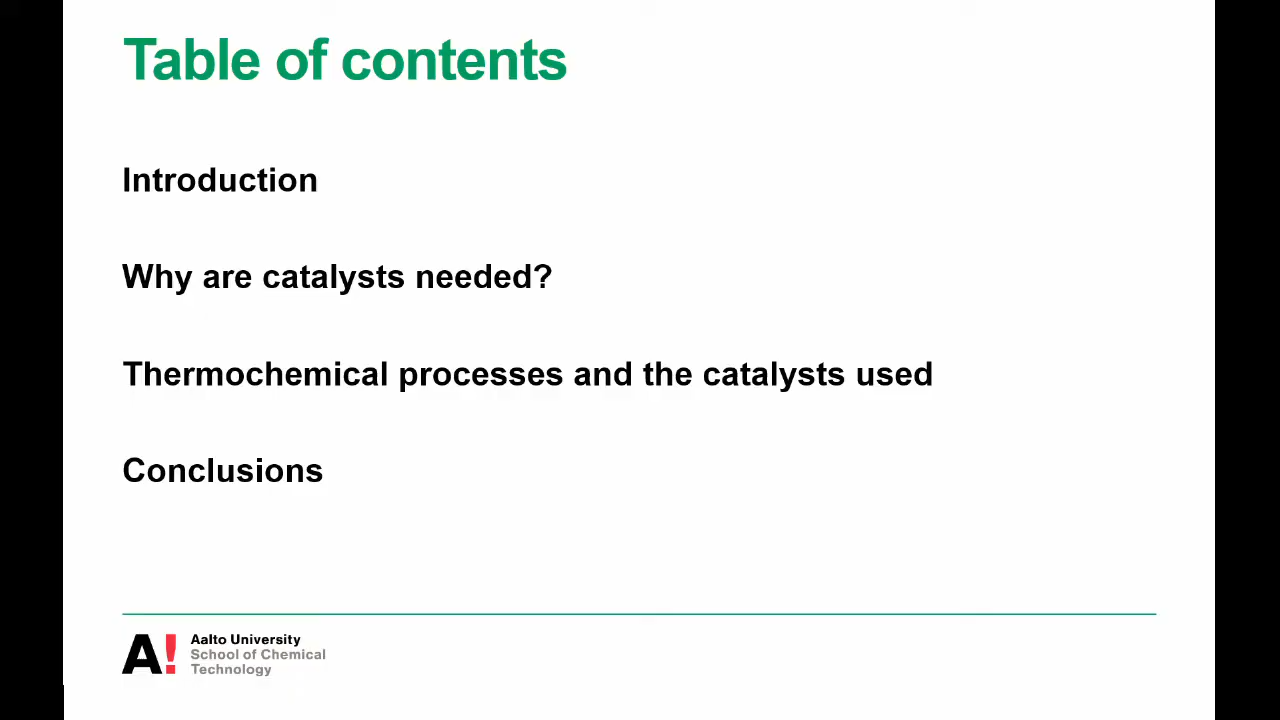 Table of contents
Introduction
Why are catalysts needed?
Thermochemical processes and the catalysts used
Conclusions
A!
Aalto University
School of Chemical
Technology